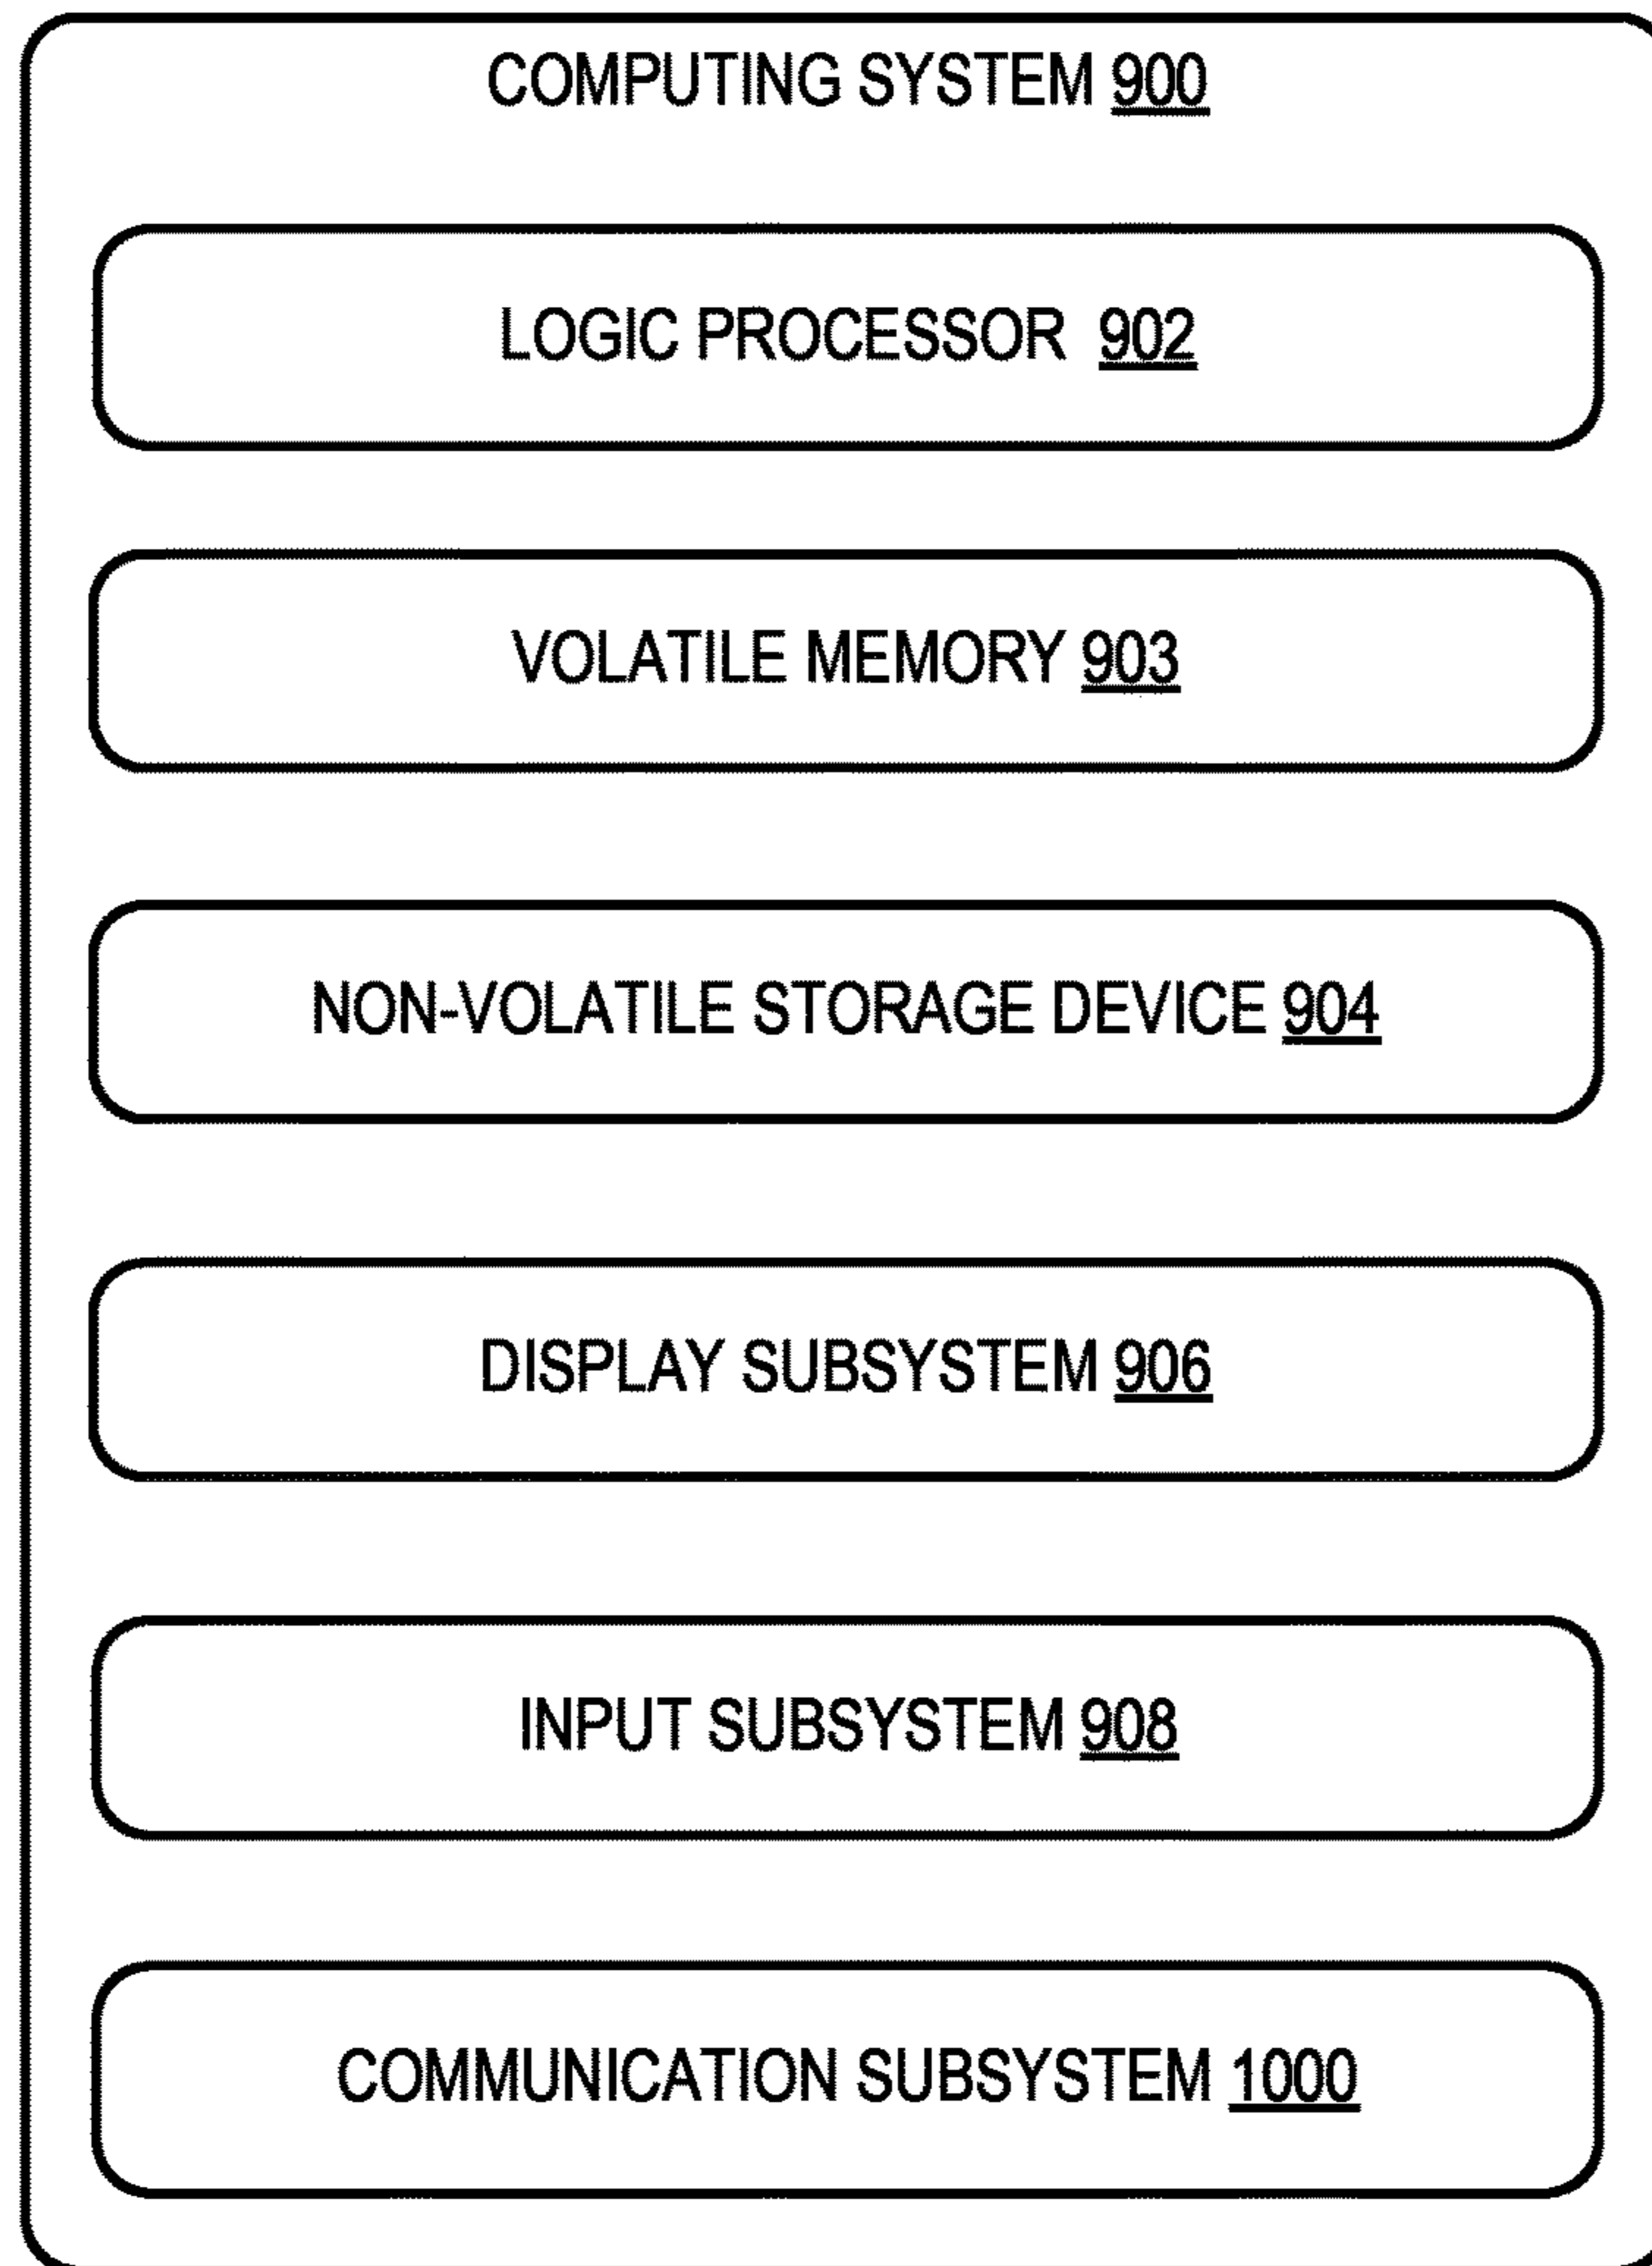 COMPUTING SYSTEM 900
LOGIC PROCESSOR 902
VOLATILE MEMORY 903
NON-VOLATILE STORAGE DEVICE 904
DISPLAY SUBSYSTEM 906
INPUT SUBSYSTEM 908
COMMUNICATION SUBSYSTEM 1000